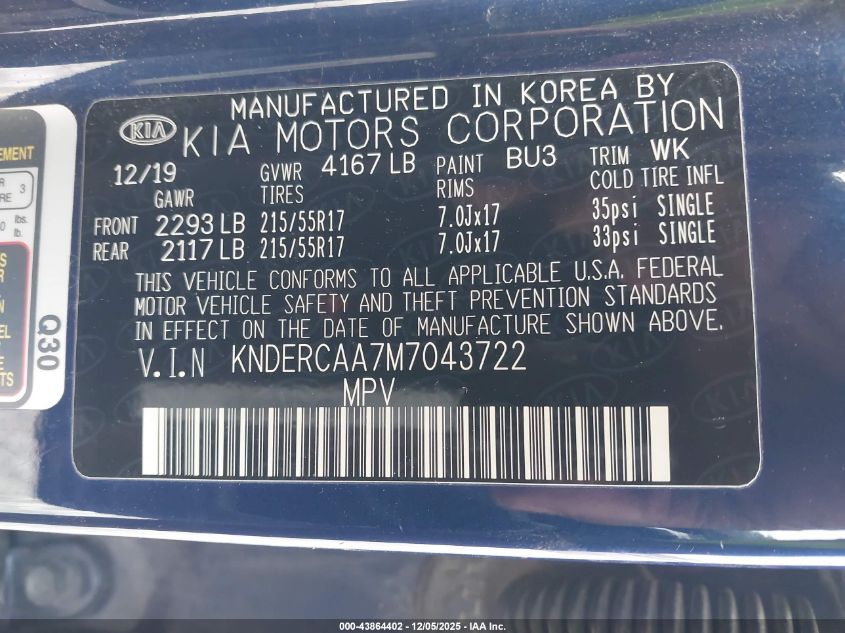 MANUFACTURED IN KOREA BY
KIA KIA MOTORS CORPORATION
12/19 GVWR 4167 LB PAINT BU3 TRIM WK
GAWR TIRES RIMS COLD TIRE INFL
FRONT 2293 LB 215/55R17 7.0Jx17 35psi SINGLE
REAR 2117 LB 215/55R17 7.0Jx17 33psi SINGLE
THIS VEHICLE CONFORMS TO ALL APPLICABLE U.S.A. FEDERAL
MOTOR VEHICLE SAFETY AND THEFT PREVENTION STANDARDS
IN EFFECT ON THE DATE OF MANUFACTURE SHOWN ABOVE.
V.I.N KNDERCAA7M7043722
MPV
Q30
000-43864402 - 12/05/2025 - IAA Inc.